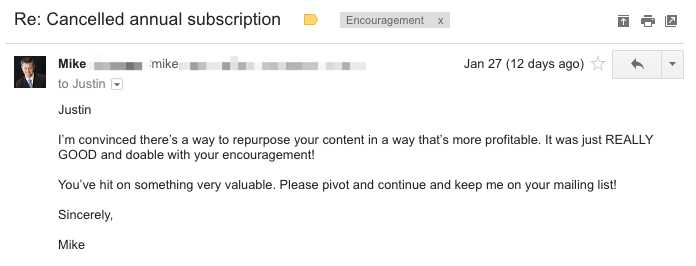 Re: Cancelled annual subscription
Encouragement x
Mike mike
Jan 27 (12 days ago)
to Justin
Justin
I'm convinced there's a way to repurpose your content in a way that's more profitable. It was just REALLY
GOOD and doable with your encouragement!
You've hit on something very valuable. Please pivot and continue and keep me on your mailing list!
Sincerely,
Mike